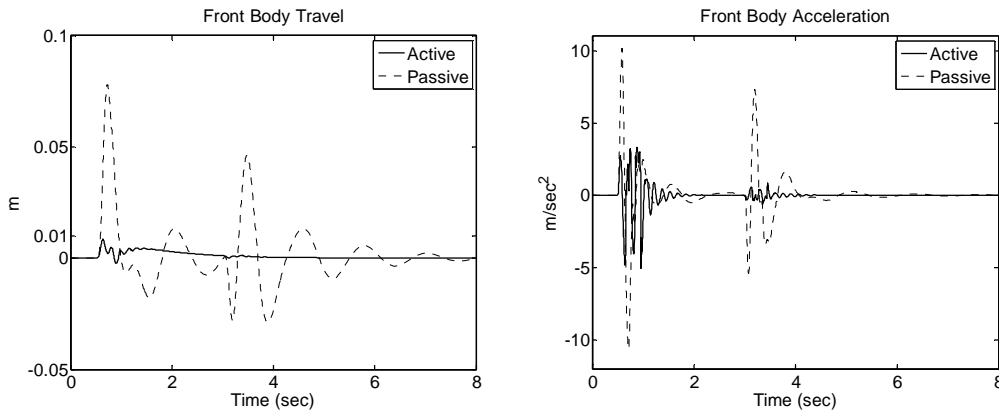 Front Body Travel
0.1
0.05
0.01
0
-0.05
m
0
2
4
6
8
Time (sec)
Active
Passive
Front Body Acceleration
10
5
0
-5
-10
m/sec²
0
2
4
6
8
Time (sec)
Active
Passive